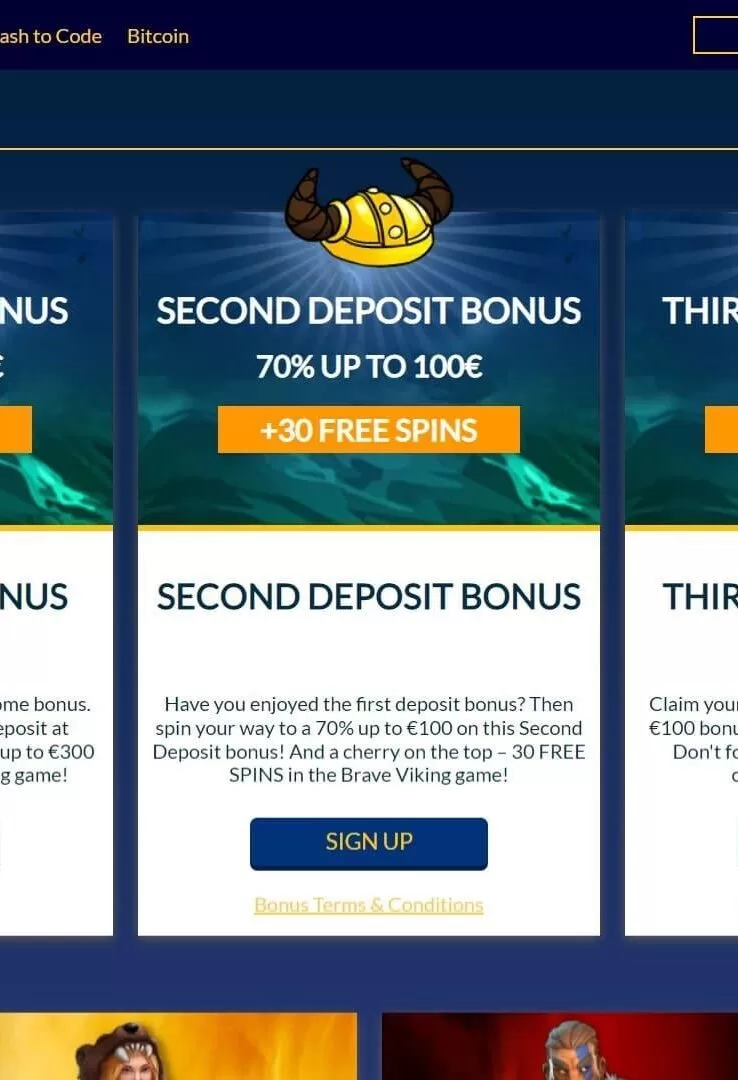 ash to Code
Bitcoin
NUS
€
SECOND DEPOSIT BONUS
70% UP TO 100€
+30 FREE SPINS
THIR
NUS
ome bonus.
eposit at
up to €300
g game!
SECOND DEPOSIT BONUS
Have you enjoyed the first deposit bonus? Then
spin your way to a 70% up to €100 on this Second
Deposit bonus! And a cherry on the top – 30 FREE
SPINS in the Brave Viking game!
SIGN UP
Bonus Terms & Conditions
THIR
Claim your
€100 bonu
Don't fo